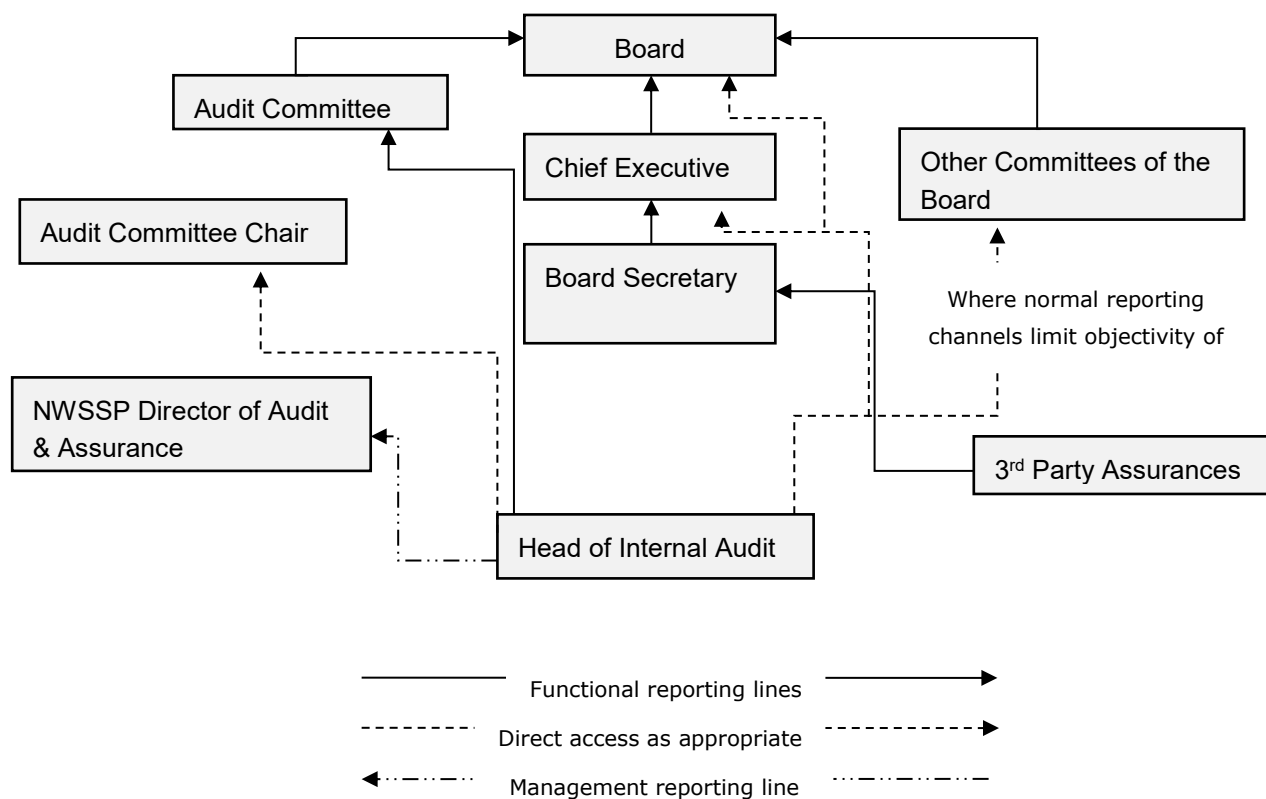 Board
Audit Committee
Chief Executive
Other Committees of the
Board
Audit Committee Chair
Board Secretary
Where normal reporting
channels limit objectivity of
NWSSP Director of Audit
& Assurance
3rd Party Assurances
Head of Internal Audit
Functional reporting lines
Direct access as appropriate
Management reporting line